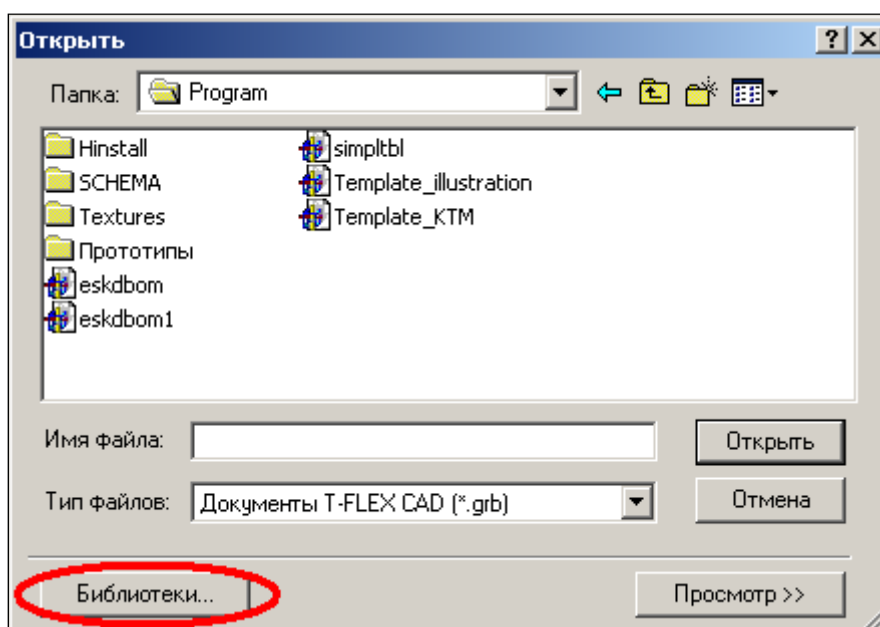 Открыть
Папка: Program
Hinstall simpltbl
SCHEMA Template_illustration
Textures Template_KTM
Прототипы
eskdbom
eskdbom1
Имя файла: Открыть
Тип файлов: Документы T-FLEX CAD (*.grb) Отмена
Библиотеки... Просмотр >>